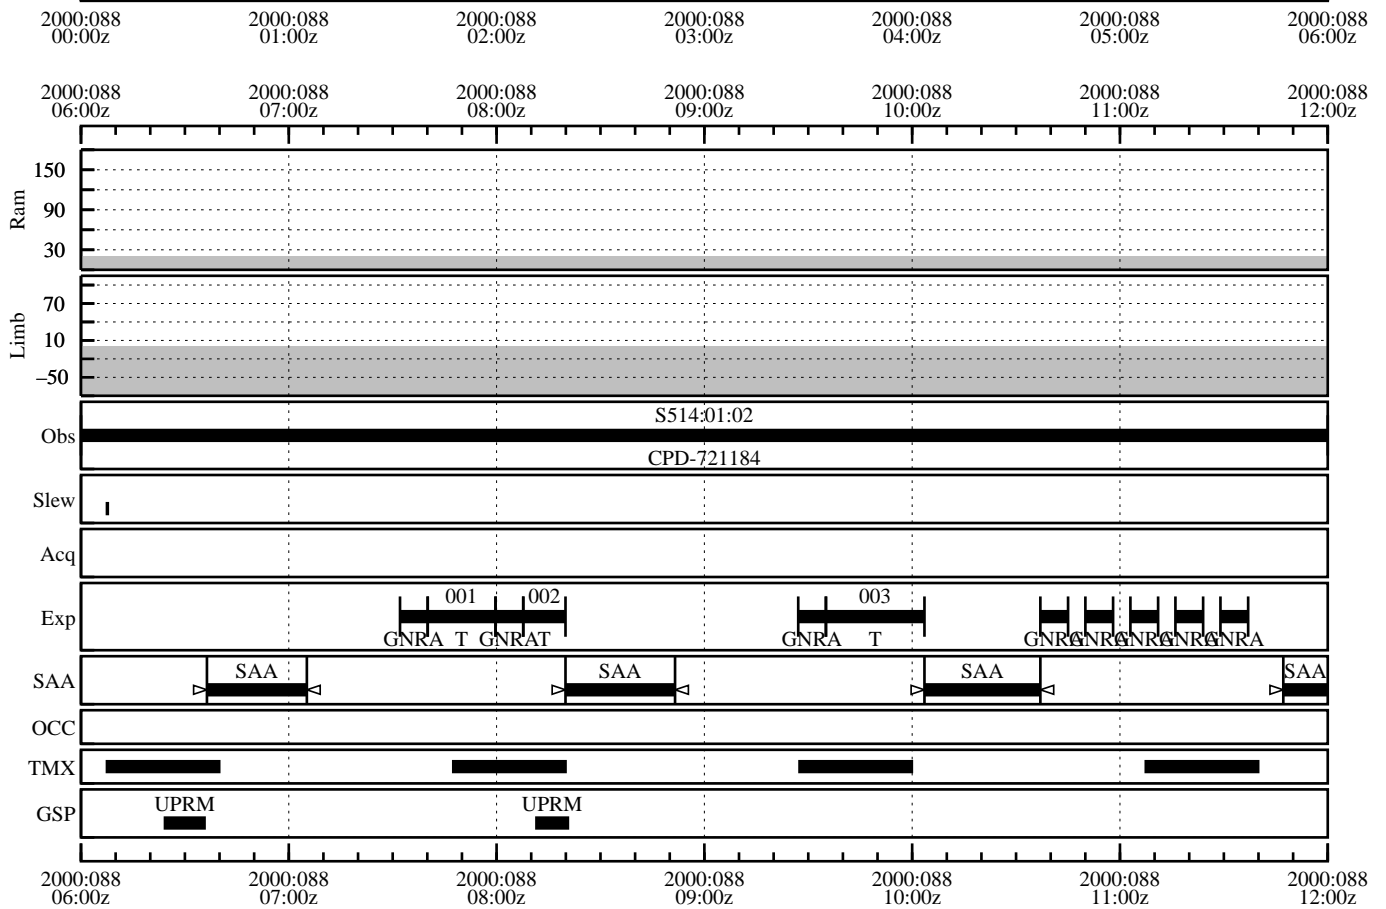 2000:088 2000:088 2000:088 2000:088 2000:088 2000:088 2000:088
00:00z 01:00z 02:00z 03:00z 04:00z 05:00z 06:00z
2000:088 2000:088 2000:088 2000:088 2000:088 2000:088 2000:088
06:00z 07:00z 08:00z 09:00z 10:00z 11:00z 12:00z
Ram
150
90
30
Limb
70
10
−50
Obs
S514:01:02
CPD-721184
Slew
Acq
Exp
001 002 003
GNRA T GNRA T GNRA T GNRA GNRA GNRA GNRA GNRA
SAA
SAA SAA SAA SAA
OCC
TMX
GSP
UPRM UPRM
2000:088 2000:088 2000:088 2000:088 2000:088 2000:088 2000:088
06:00z 07:00z 08:00z 09:00z 10:00z 11:00z 12:00z